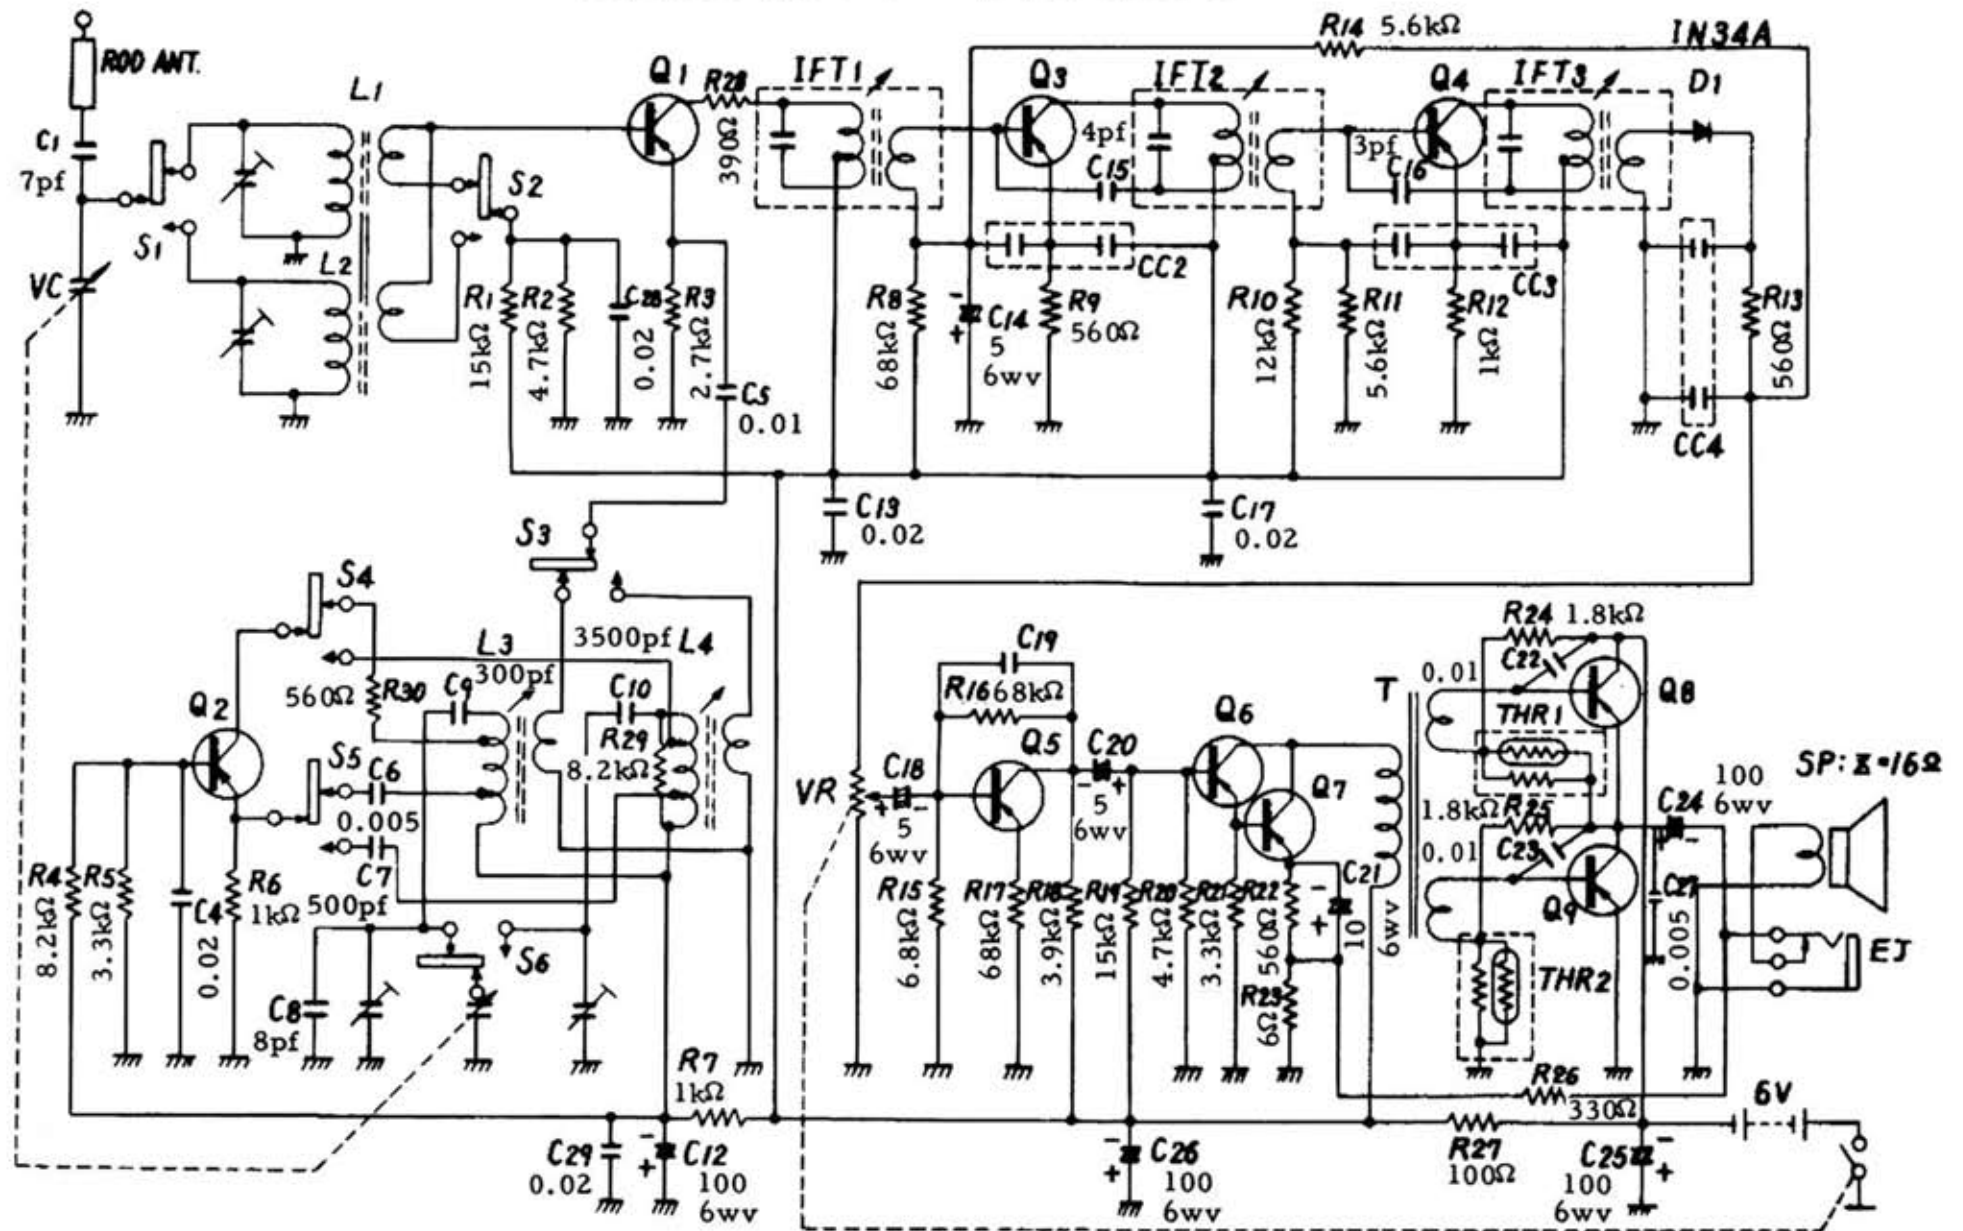 R14 5.6kΩ
IN34A
ROD ANT.
L1
Q1
R28
390Ω
IFT1
Q3
IFT2
Q4
IFT3
D1
C1
7pf
4pf
C15
3pf
C16
S1
S2
L2
VC
R1
15kΩ
R2
4.7kΩ
C28
0.02
R3
2.7kΩ
C5
0.01
R8
68kΩ
C14
5
6wv
R9
560Ω
CC2
R10
12kΩ
R11
5.6kΩ
R12
1kΩ
CC3
R13
560Ω
CC4
C13
0.02
C17
0.02
S3
S4
3500pf
L3
L4
300pf
560Ω
R30
C9
C10
R29
8.2kΩ
Q2
S5
C6
0.005
C7
500pf
R4
8.2kΩ
R5
3.3kΩ
C4
0.02
R6
1kΩ
S6
C8
8pf
R7
1kΩ
C29
0.02
C12
100
6wv
C19
R16 68kΩ
Q5
C20
5
6wv
Q6
Q7
VR
C18
5
6wv
R15
6.8kΩ
R17
68kΩ
R18
3.9kΩ
R19
15kΩ
R20
4.7kΩ
R21
3.3kΩ
R22
560Ω
C21
10
6wv
R23
6Ω
T
R24 1.8kΩ
0.01
C22
Q8
THR1
1.8kΩ R25
0.01
C23
Q9
C24
100
6wv
SP: Z=16Ω
C27
0.005
EJ
THR2
R26
330Ω
6V
C26
100
6wv
R27
100Ω
C25
100
6wv